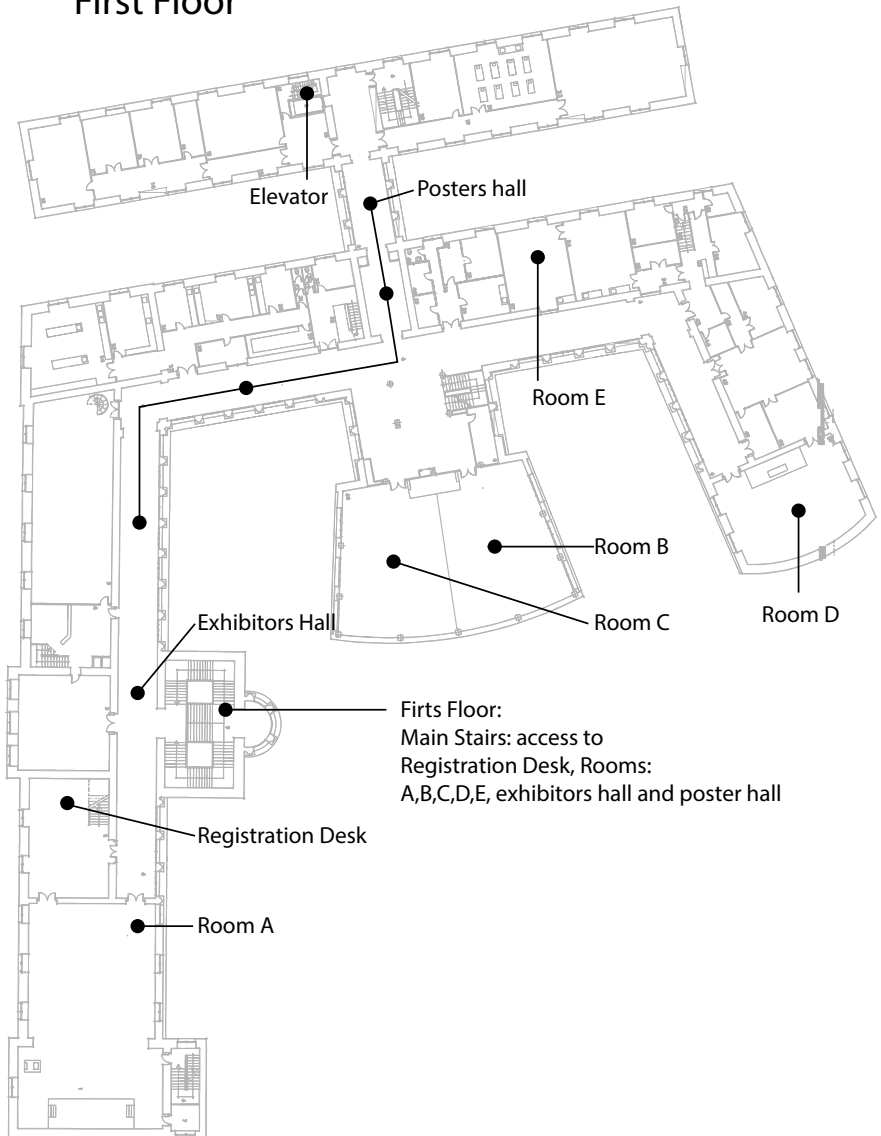 First Floor
Elevator
Posters hall
Room E
Room B
Room C
Room D
Exhibitors Hall
Firts Floor:
Main Stairs: access to
Registration Desk, Rooms:
A,B,C,D,E, exhibitors hall and poster hall
Registration Desk
Room A